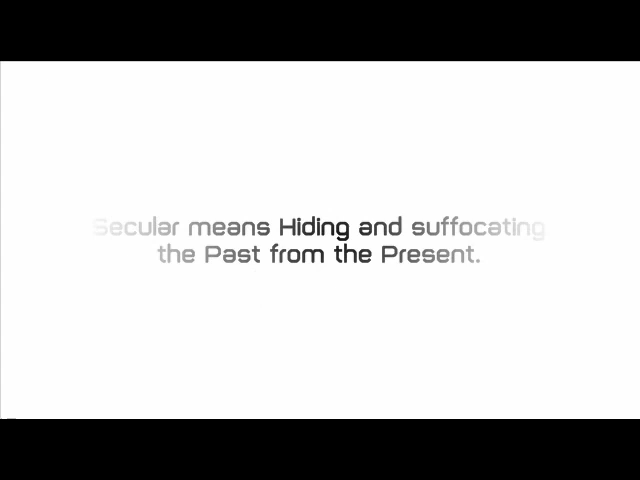 Secular means Hiding and suffocating
the Past from the Present.